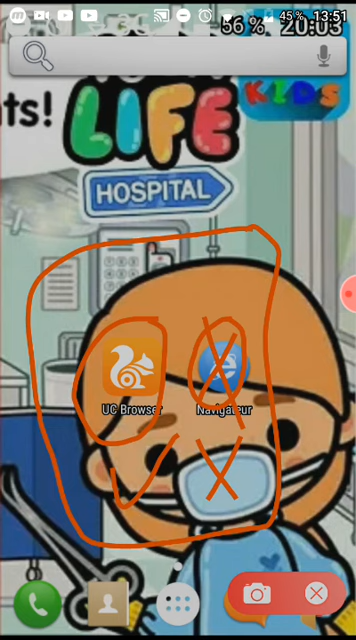 56 % 45 % 13:51
20:03
ts!
LIFE
KIDS
HOSPITAL
UC Browser
Navigateur